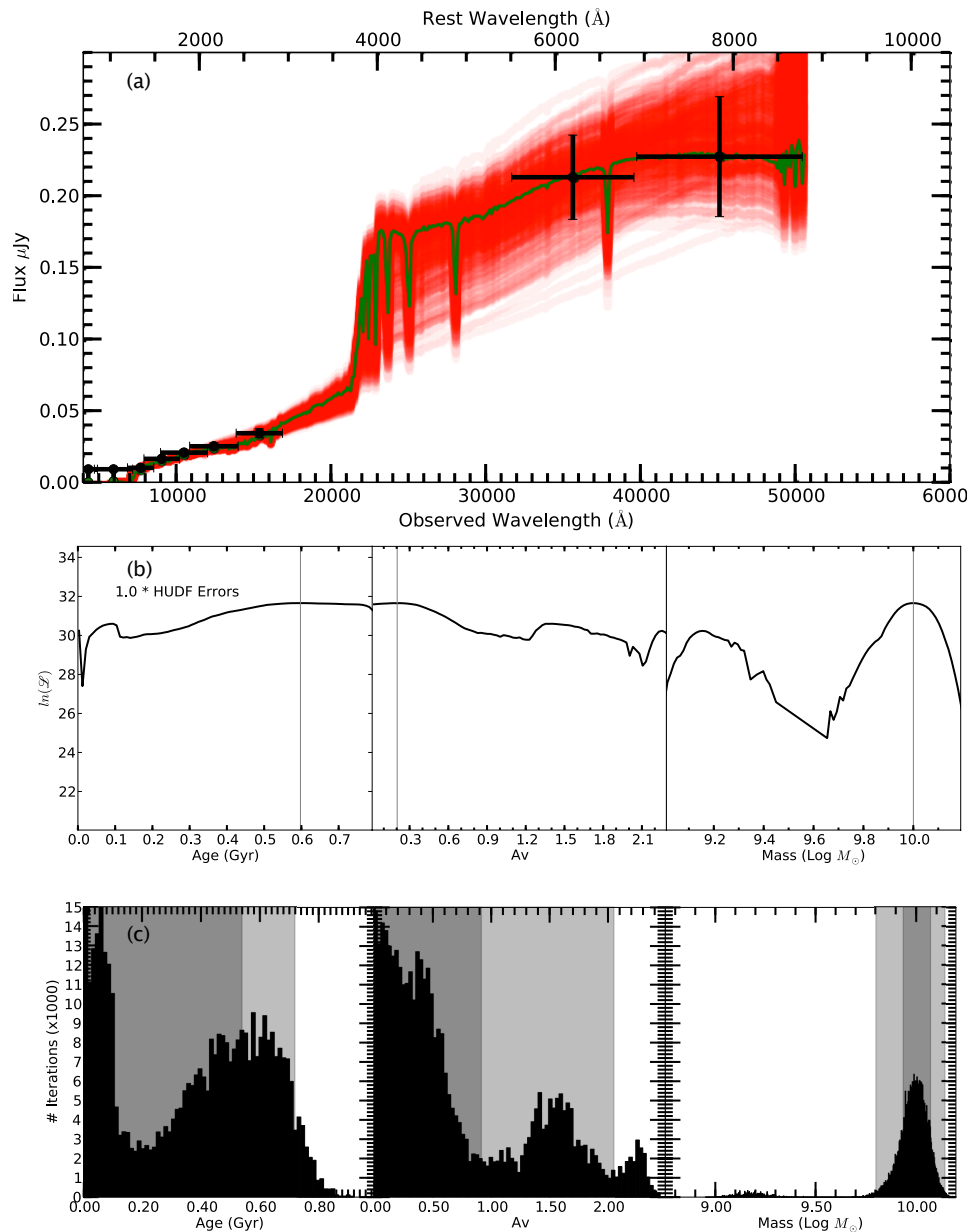 Rest Wavelength (Å)
2000 4000 6000 8000 10000
(a)
0.25
0.20
0.15
0.10
0.05
0.00
Flux μJy
10000 20000 30000 40000 50000 6000
Observed Wavelength (Å)
(b)
1.0 * HUDF Errors
34
32
30
28
26
24
22
20
ln(ℒ)
0.0 0.1 0.2 0.3 0.4 0.5 0.6 0.7
Age (Gyr)
0.3 0.6 0.9 1.2 1.5 1.8 2.1
Av
9.2 9.4 9.6 9.8 10.0
Mass (Log M⊙)
(c)
15
14
13
12
11
10
9
8
7
6
5
4
3
2
1
0
# Iterations (x1000)
0.00 0.20 0.40 0.60 0.80
Age (Gyr)
0.00 0.50 1.00 1.50 2.00
Av
9.00 9.50 10.00
Mass (Log M⊙)